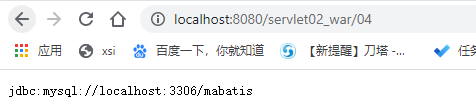 localhost:8080/servlet02_war/04
应用 xsi 百度一下，你就知道 【新提醒】刀塔 -... 任务
jdbc:mysql://localhost:3306/mabatis